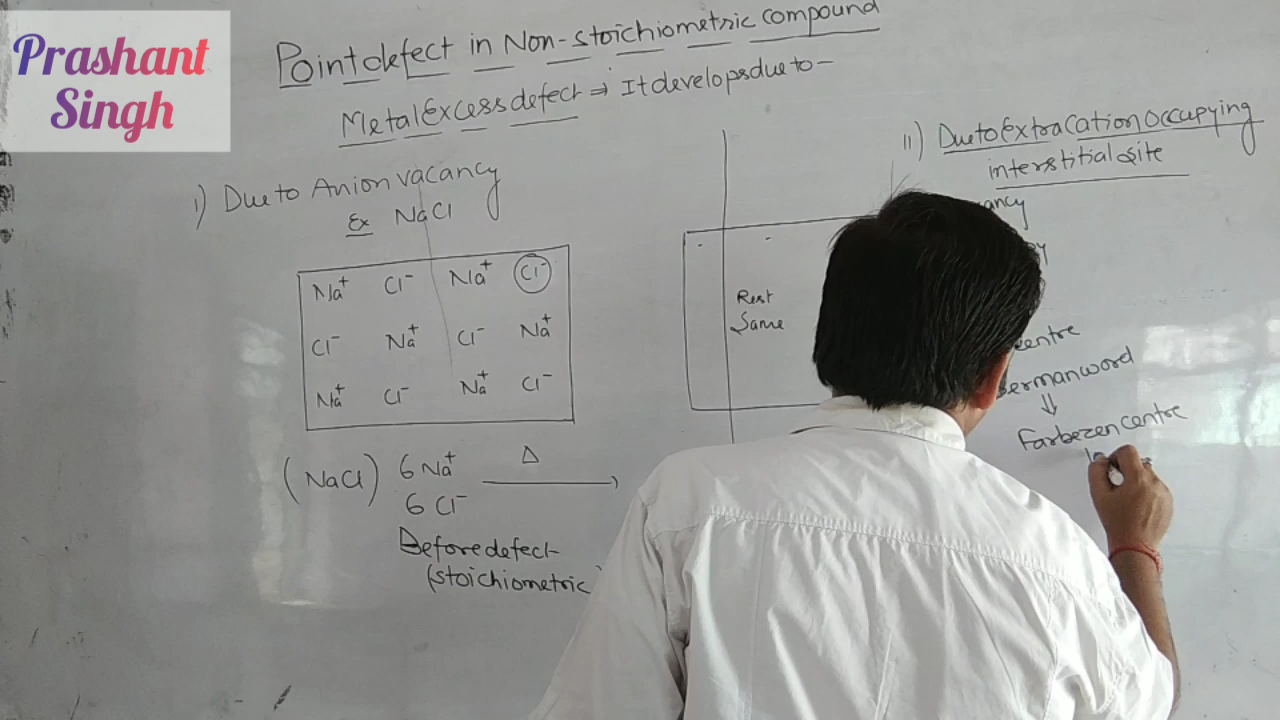 Prashant
Singh
Point defect in Non-stoichiometric compound
Metal Excess defect ⇒ It develops due to -
i) Due to Anion vacancy
Ex NaCl
Na⁺ Cl⁻ Na⁺ Cl⁻
Cl⁻ Na⁺ Cl⁻ Na⁺
Na⁺ Cl⁻ Na⁺ Cl⁻
(NaCl) 6 Na⁺ Δ
6 Cl⁻
Before defect
(stoichiometric)
Rest
Same
ii) Due to Extra Cation Occupying
interstitial site
centre
German word
⇓
Farbezen centre